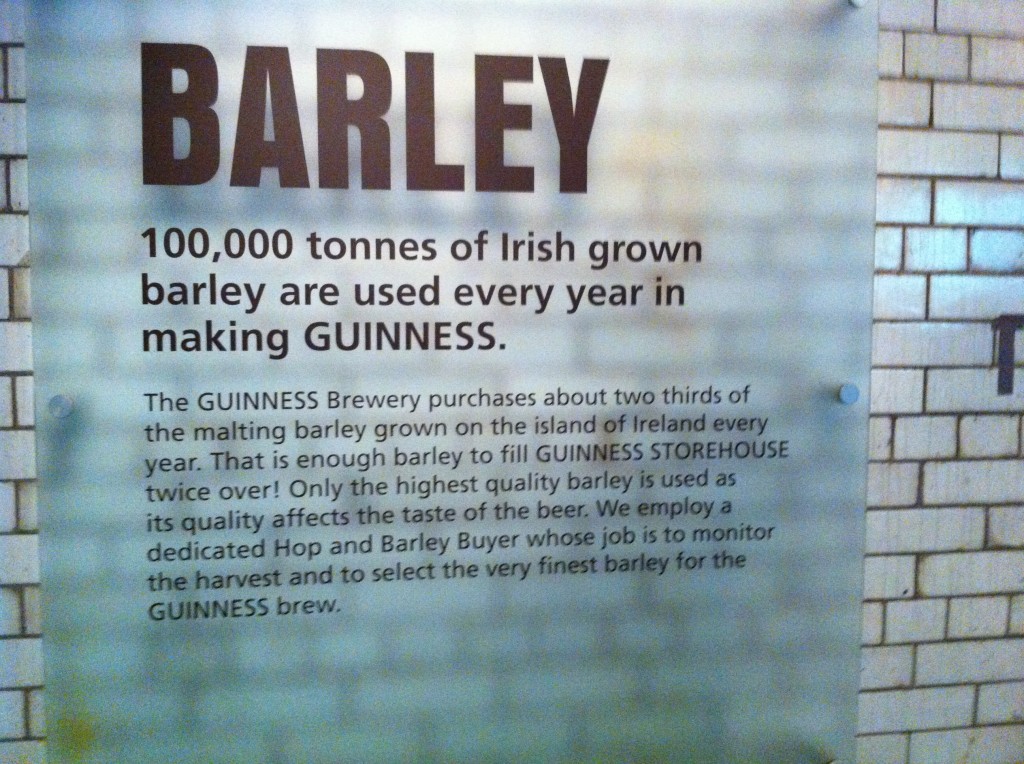 BARLEY
100,000 tonnes of Irish grown
barley are used every year in
making GUINNESS.
The GUINNESS Brewery purchases about two thirds of
the malting barley grown on the island of Ireland every
year. That is enough barley to fill GUINNESS STOREHOUSE
twice over! Only the highest quality barley is used as
its quality affects the taste of the beer. We employ a
dedicated Hop and Barley Buyer whose job is to monitor
the harvest and to select the very finest barley for the
GUINNESS brew.
T